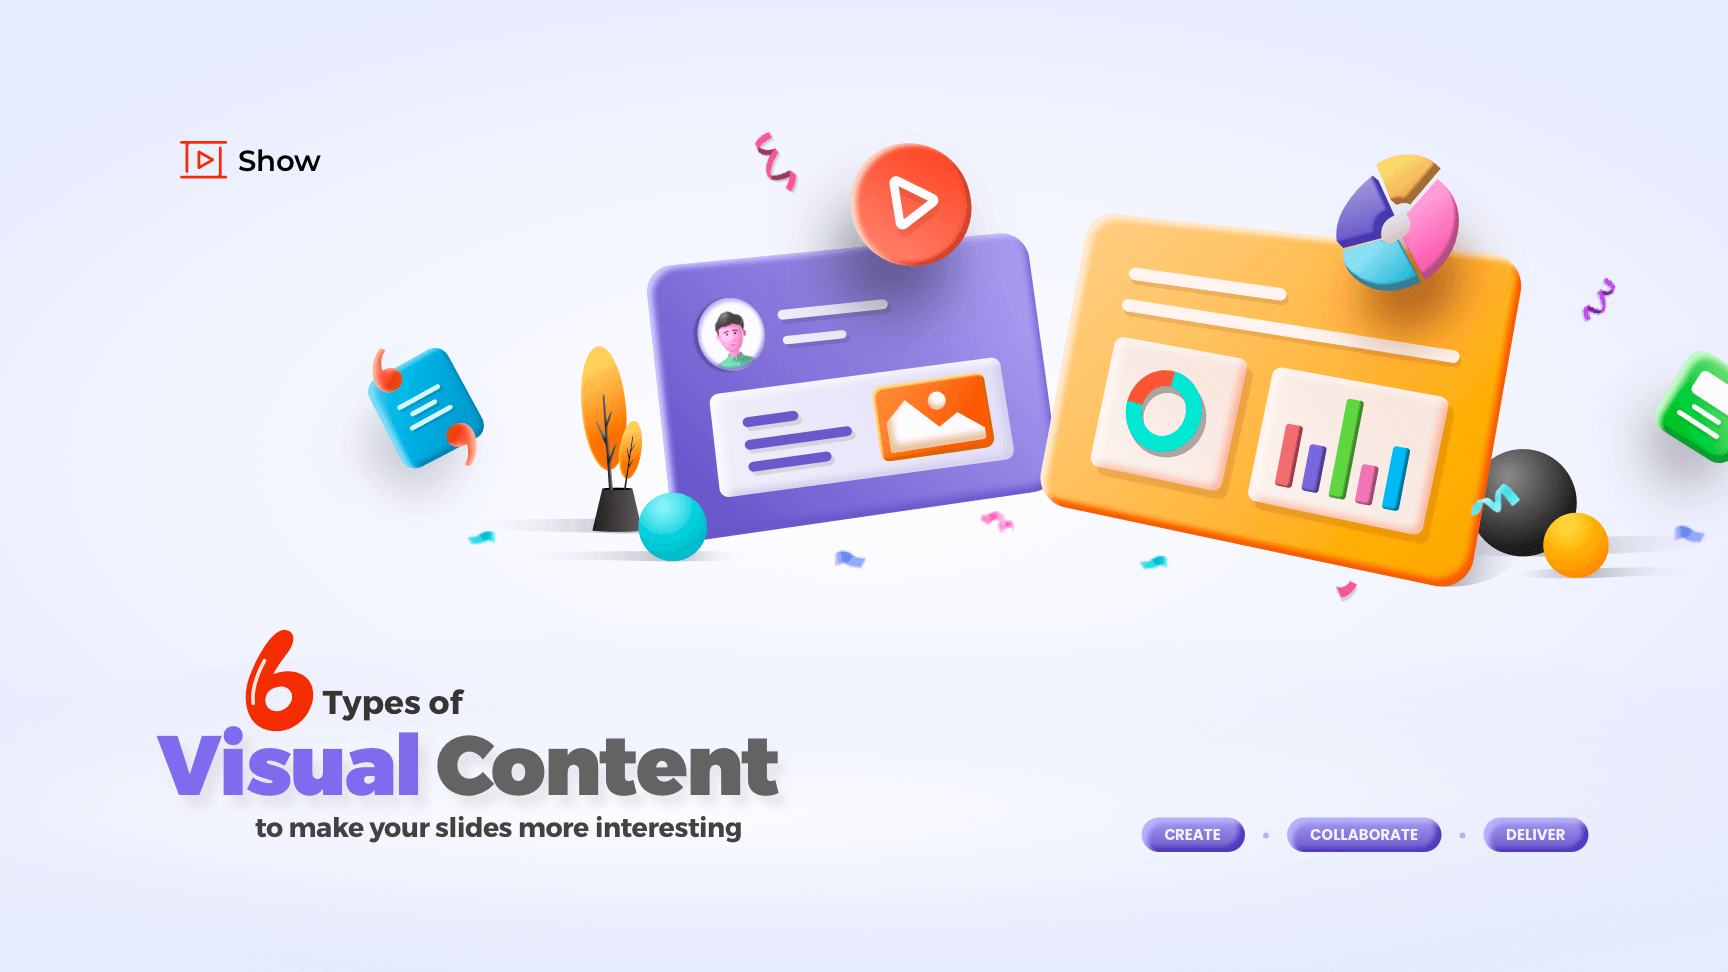 Show
6 Types of
Visual Content
to make your slides more interesting
CREATE • COLLABORATE • DELIVER